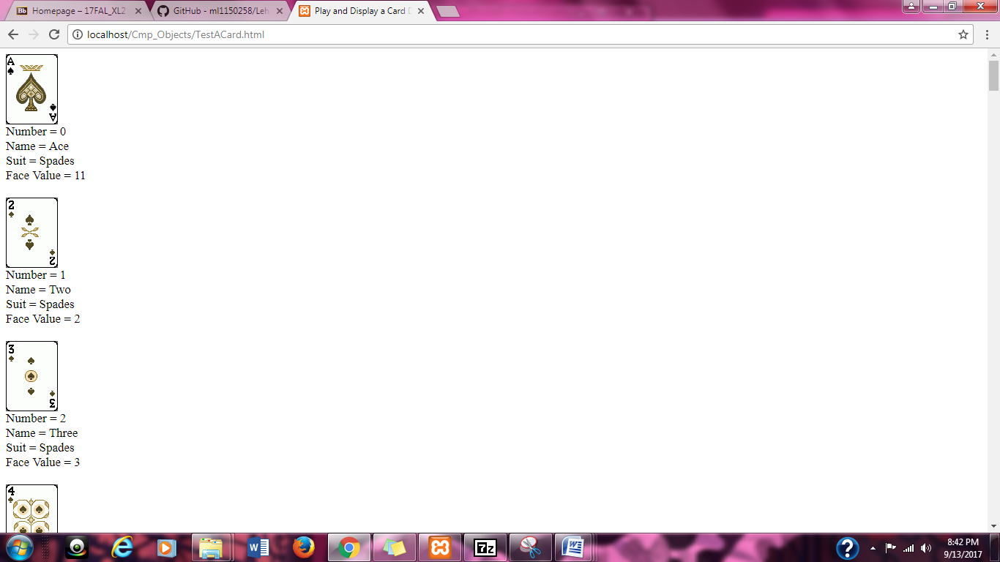 Bb Homepage – 17FAL_XL2
GitHub - ml1150258/Leh
Play and Display a Card D
localhost/Cmp_Objects/TestACard.html
A
A
Number = 0
Name = Ace
Suit = Spades
Face Value = 11
2
2
Number = 1
Name = Two
Suit = Spades
Face Value = 2
3
3
Number = 2
Name = Three
Suit = Spades
Face Value = 3
4
7z
8:42 PM
9/13/2017